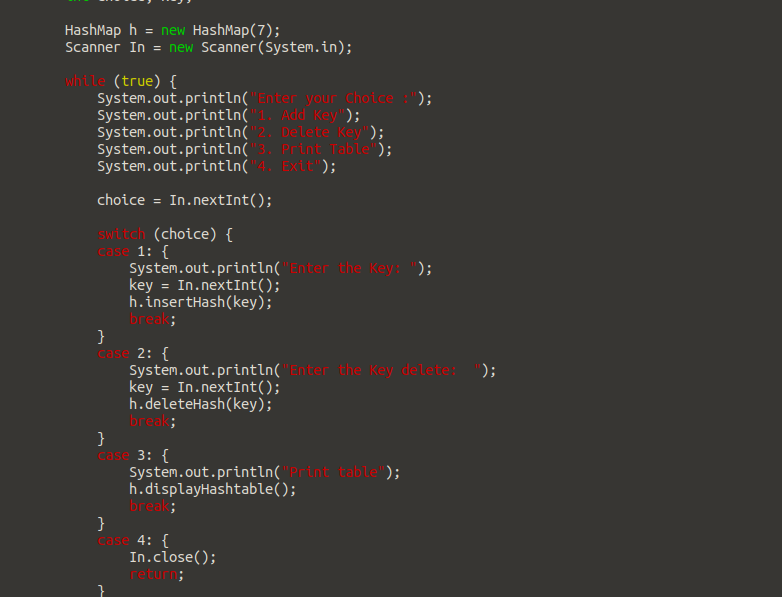 HashMap h = new HashMap(7);
Scanner In = new Scanner(System.in);
while (true) {
System.out.println("Enter your Choice :");
System.out.println("1. Add Key");
System.out.println("2. Delete Key");
System.out.println("3. Print Table");
System.out.println("4. Exit");
choice = In.nextInt();
switch (choice) {
case 1: {
System.out.println("Enter the Key: ");
key = In.nextInt();
h.insertHash(key);
break;
}
case 2: {
System.out.println("Enter the Key delete:  ");
key = In.nextInt();
h.deleteHash(key);
break;
}
case 3: {
System.out.println("Print table");
h.displayHashtable();
break;
}
case 4: {
In.close();
return;
}